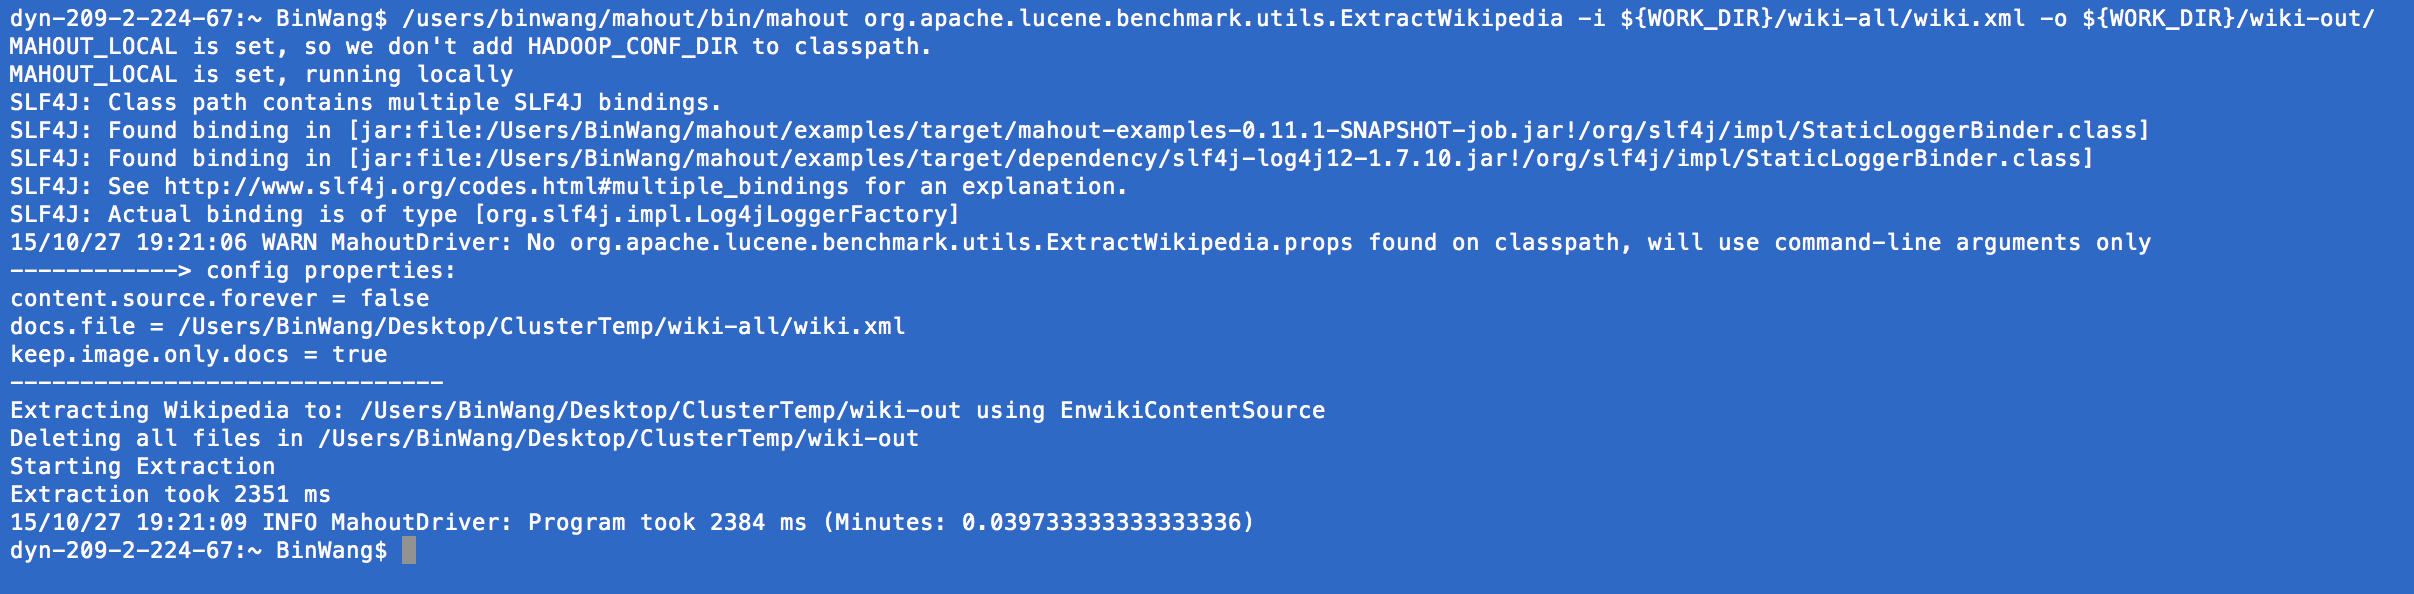 dyn-209-2-224-67:~ BinWang$ /users/binwang/mahout/bin/mahout org.apache.lucene.benchmark.utils.ExtractWikipedia -i ${WORK_DIR}/wiki-all/wiki.xml -o ${WORK_DIR}/wiki-out/
MAHOUT_LOCAL is set, so we don't add HADOOP_CONF_DIR to classpath.
MAHOUT_LOCAL is set, running locally
SLF4J: Class path contains multiple SLF4J bindings.
SLF4J: Found binding in [jar:file:/Users/BinWang/mahout/examples/target/mahout-examples-0.11.1-SNAPSHOT-job.jar!/org/slf4j/impl/StaticLoggerBinder.class]
SLF4J: Found binding in [jar:file:/Users/BinWang/mahout/examples/target/dependency/slf4j-log4j12-1.7.10.jar!/org/slf4j/impl/StaticLoggerBinder.class]
SLF4J: See http://www.slf4j.org/codes.html#multiple_bindings for an explanation.
SLF4J: Actual binding is of type [org.slf4j.impl.Log4jLoggerFactory]
15/10/27 19:21:06 WARN MahoutDriver: No org.apache.lucene.benchmark.utils.ExtractWikipedia.props found on classpath, will use command-line arguments only
------------> config properties:
content.source.forever = false
docs.file = /Users/BinWang/Desktop/ClusterTemp/wiki-all/wiki.xml
keep.image.only.docs = true
-------------------------------
Extracting Wikipedia to: /Users/BinWang/Desktop/ClusterTemp/wiki-out using EnwikiContentSource
Deleting all files in /Users/BinWang/Desktop/ClusterTemp/wiki-out
Starting Extraction
Extraction took 2351 ms
15/10/27 19:21:09 INFO MahoutDriver: Program took 2384 ms (Minutes: 0.039733333333333336)
dyn-209-2-224-67:~ BinWang$